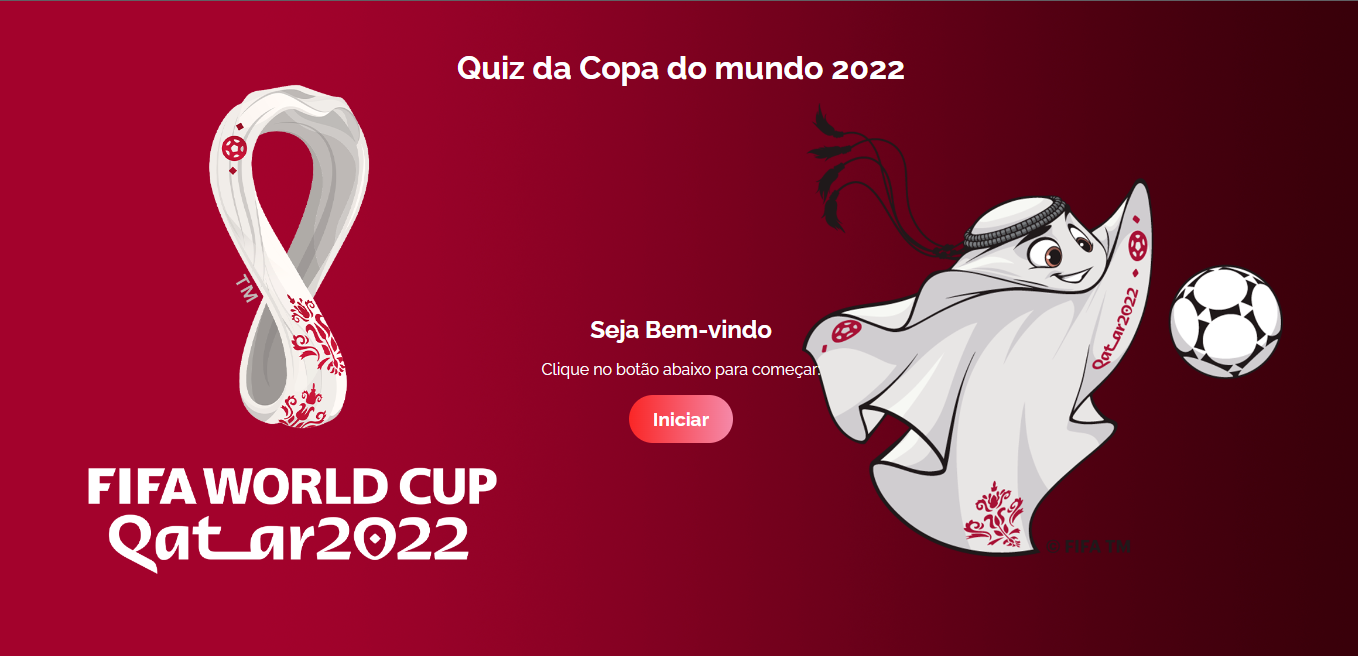 Quiz da Copa do mundo 2022
TM
FIFA WORLD CUP
Qatar2022
Seja Bem-vindo
Clique no botão abaixo para começar.
Iniciar
Qatar2022
© FIFA TM